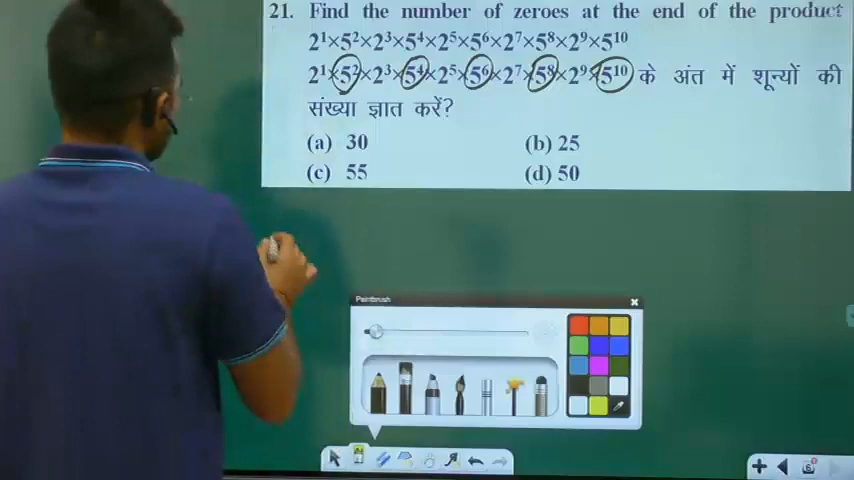 21. Find the number of zeroes at the end of the product
2¹×5²×2³×5⁴×2⁵×5⁶×2⁷×5⁸×2⁹×5¹⁰
2¹×5²×2³×5⁴×2⁵×5⁶×2⁷×5⁸×2⁹×5¹⁰ के अंत में शून्यों की
संख्या ज्ञात करें?
(a) 30 (b) 25
(c) 55 (d) 50
Paintbrush